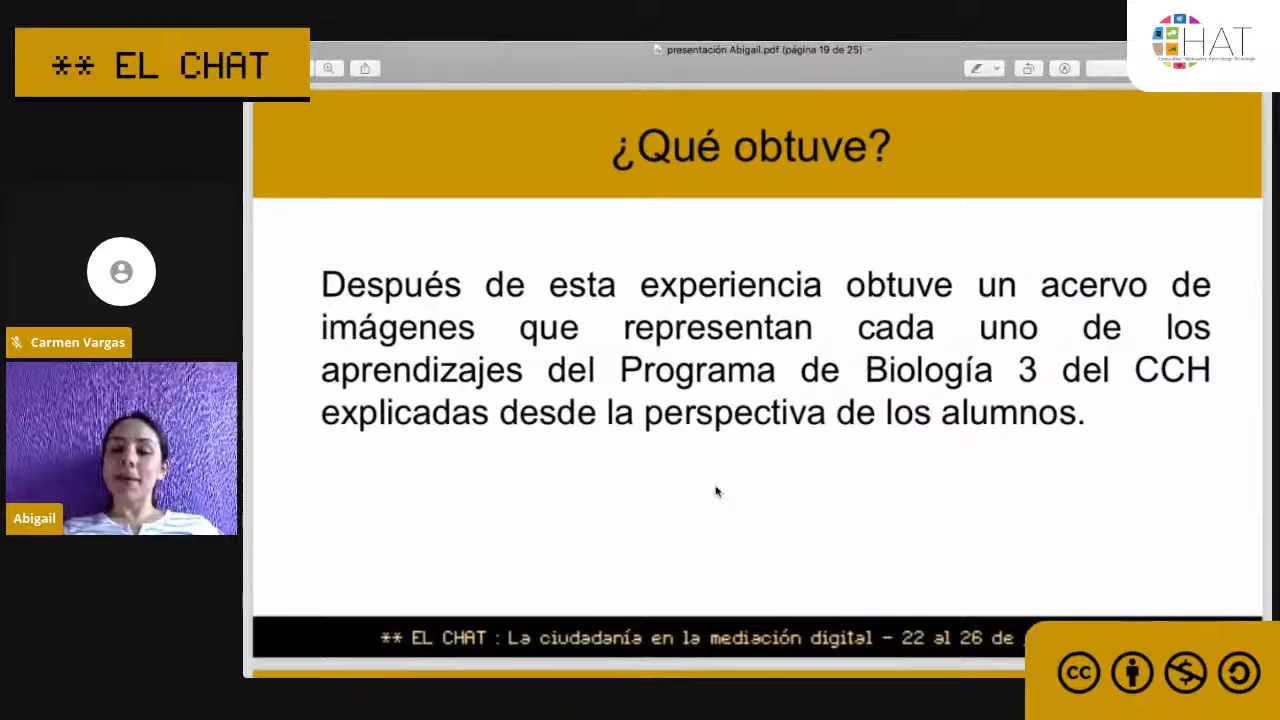 ** EL CHAT
presentación Abigail.pdf (página 19 de 25)
CHAT
¿Qué obtuve?
Después de esta experiencia obtuve un acervo de
imágenes que representan cada uno de los
aprendizajes del Programa de Biología 3 del CCH
explicadas desde la perspectiva de los alumnos.
Carmen Vargas
Abigail
** EL CHAT : La ciudadanía en la mediación digital – 22 al 26 de
CC